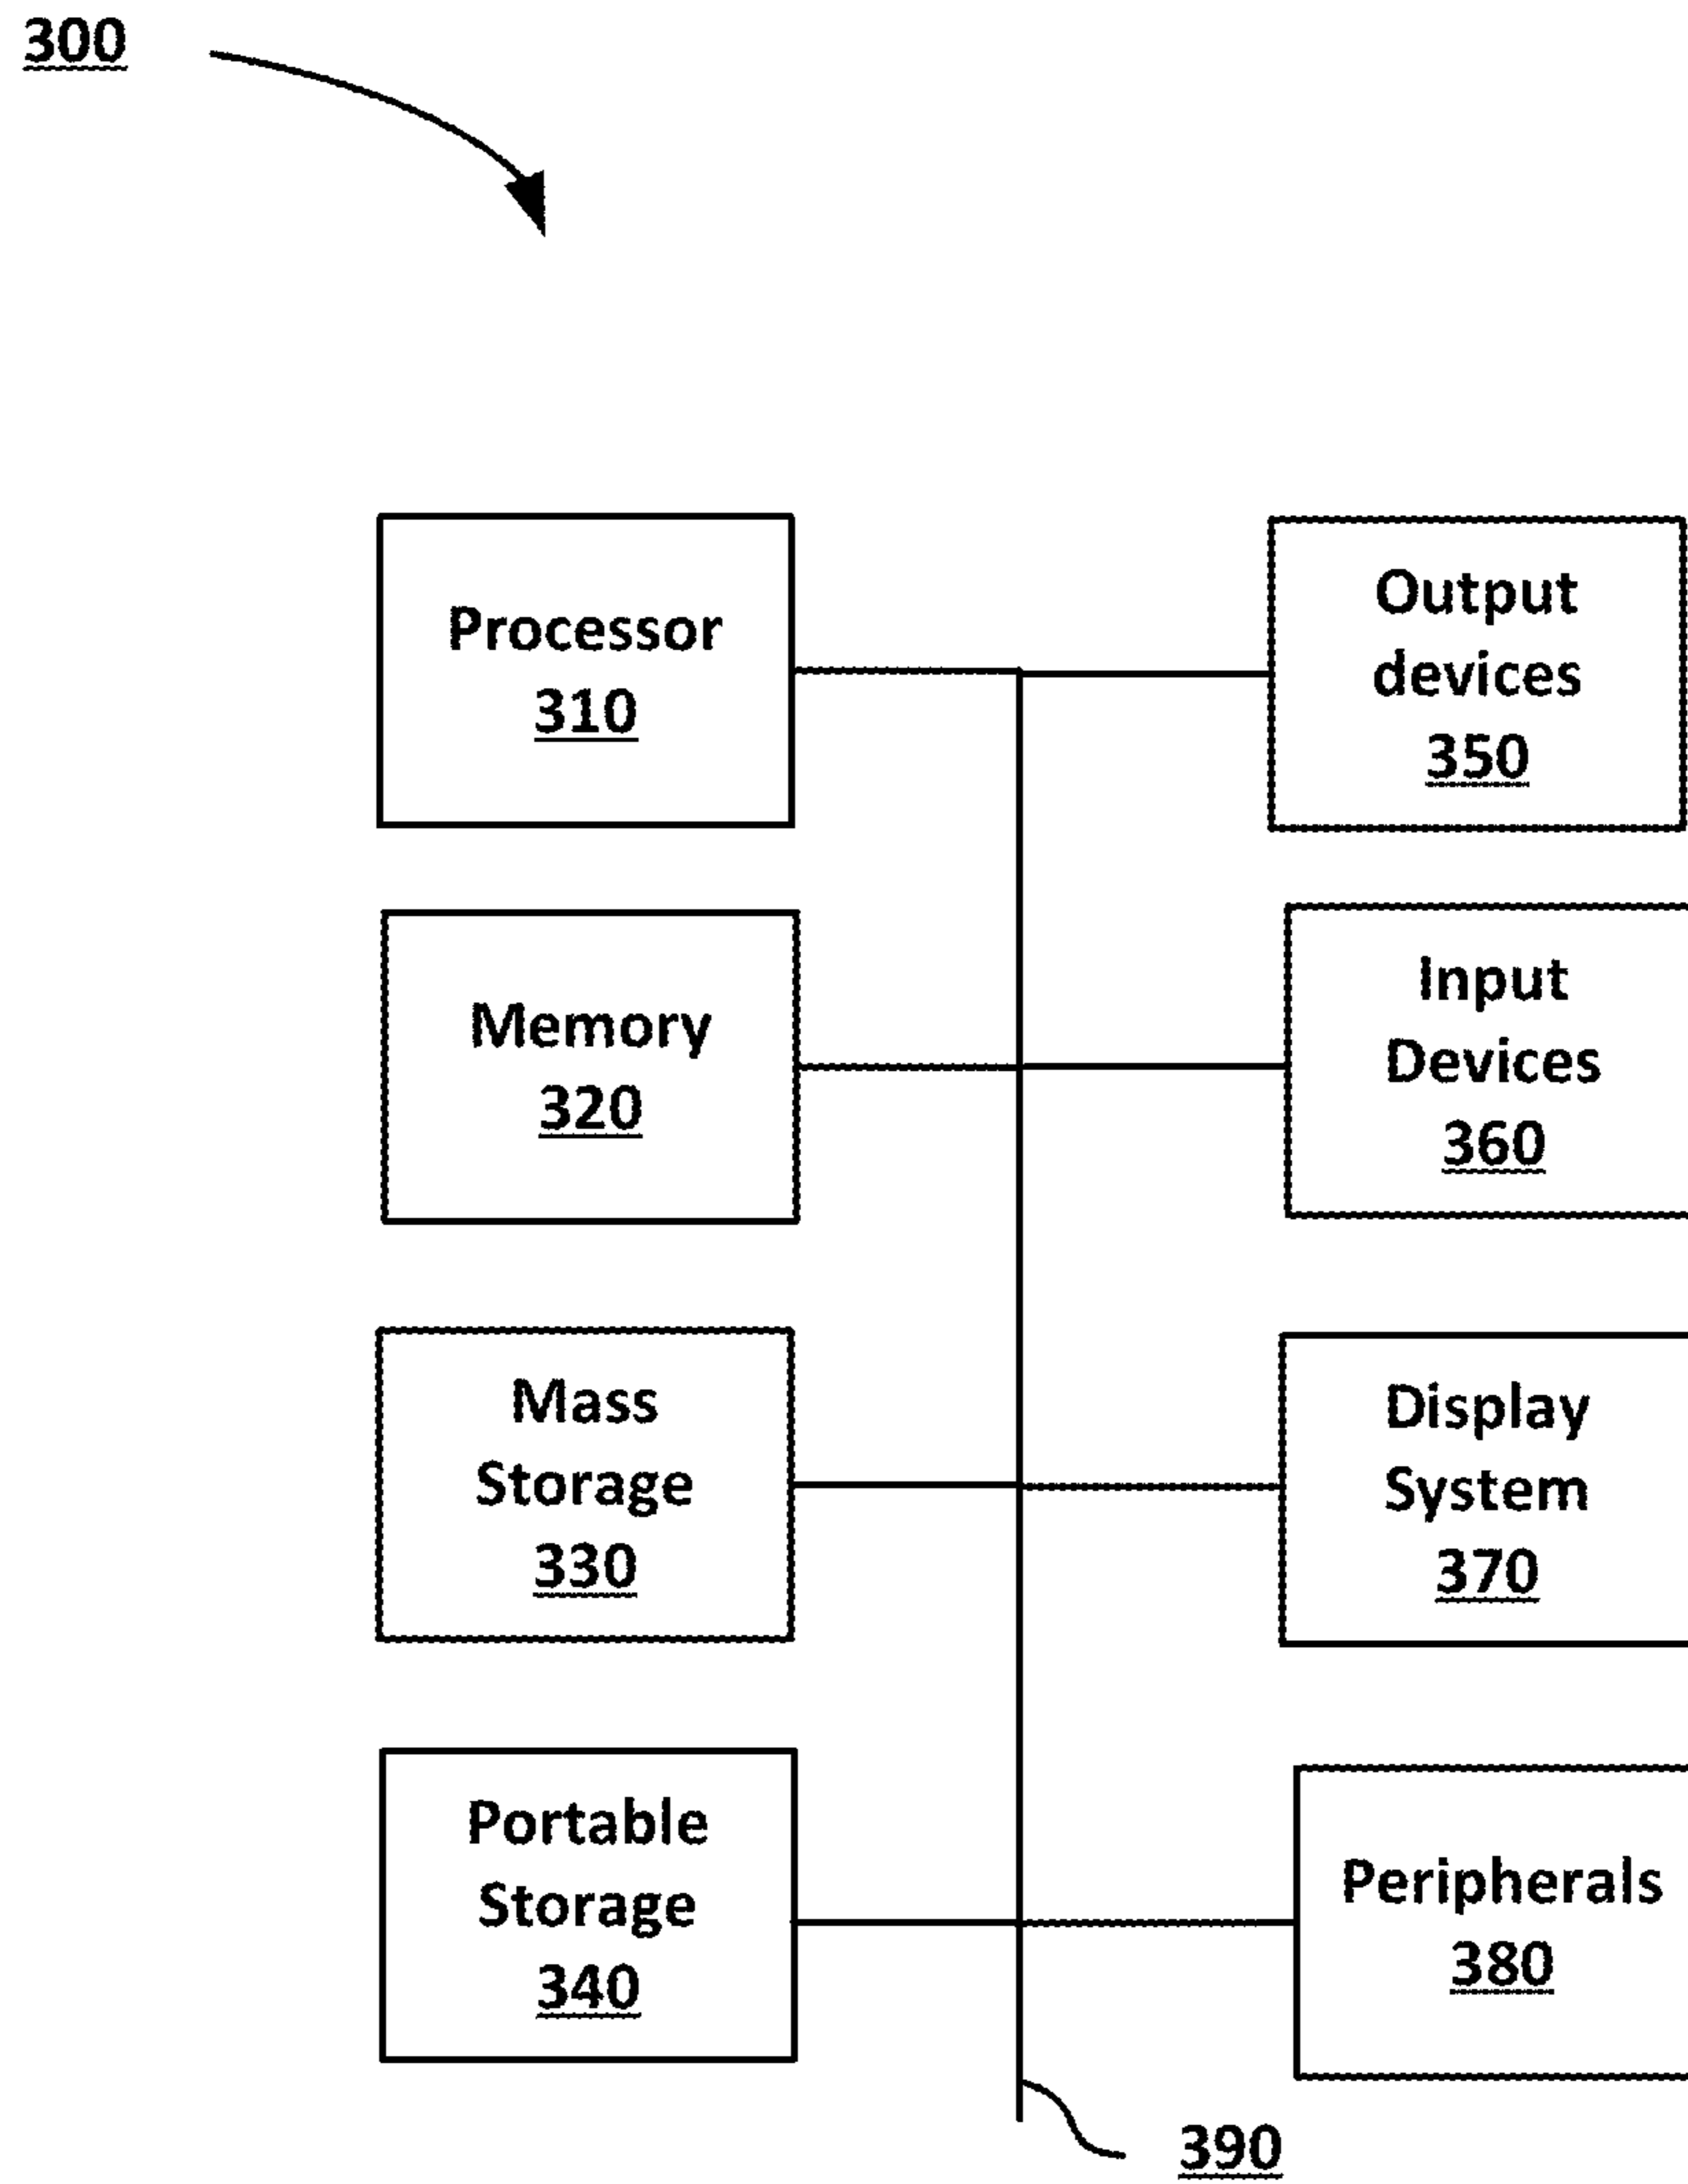 300
Processor
310
Output
devices
350
Memory
320
Input
Devices
360
Mass
Storage
330
Display
System
370
Portable
Storage
340
Peripherals
380
390